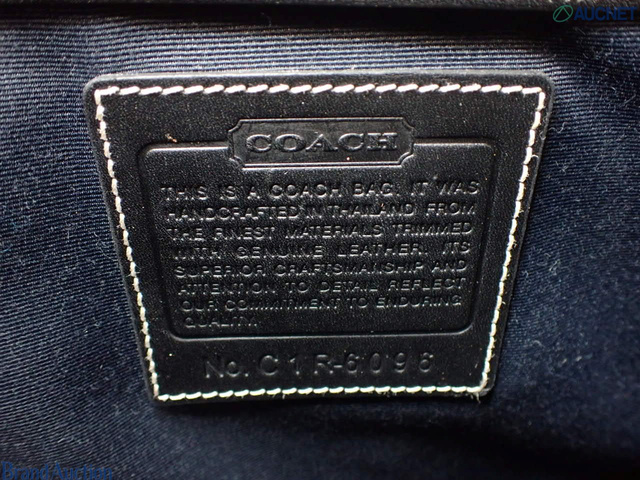 AUCNET
COACH
THIS IS A COACH BAG. IT WAS
HANDCRAFTED IN THAILAND FROM
THE FINEST MATERIALS TRIMMED
WITH GENUINE LEATHER. ITS
SUPERIOR CRAFTSMANSHIP AND
ATTENTION TO DETAIL REFLECT
OUR COMMITMENT TO ENDURING
QUALITY.
No. C1R-6096
Brand Auction